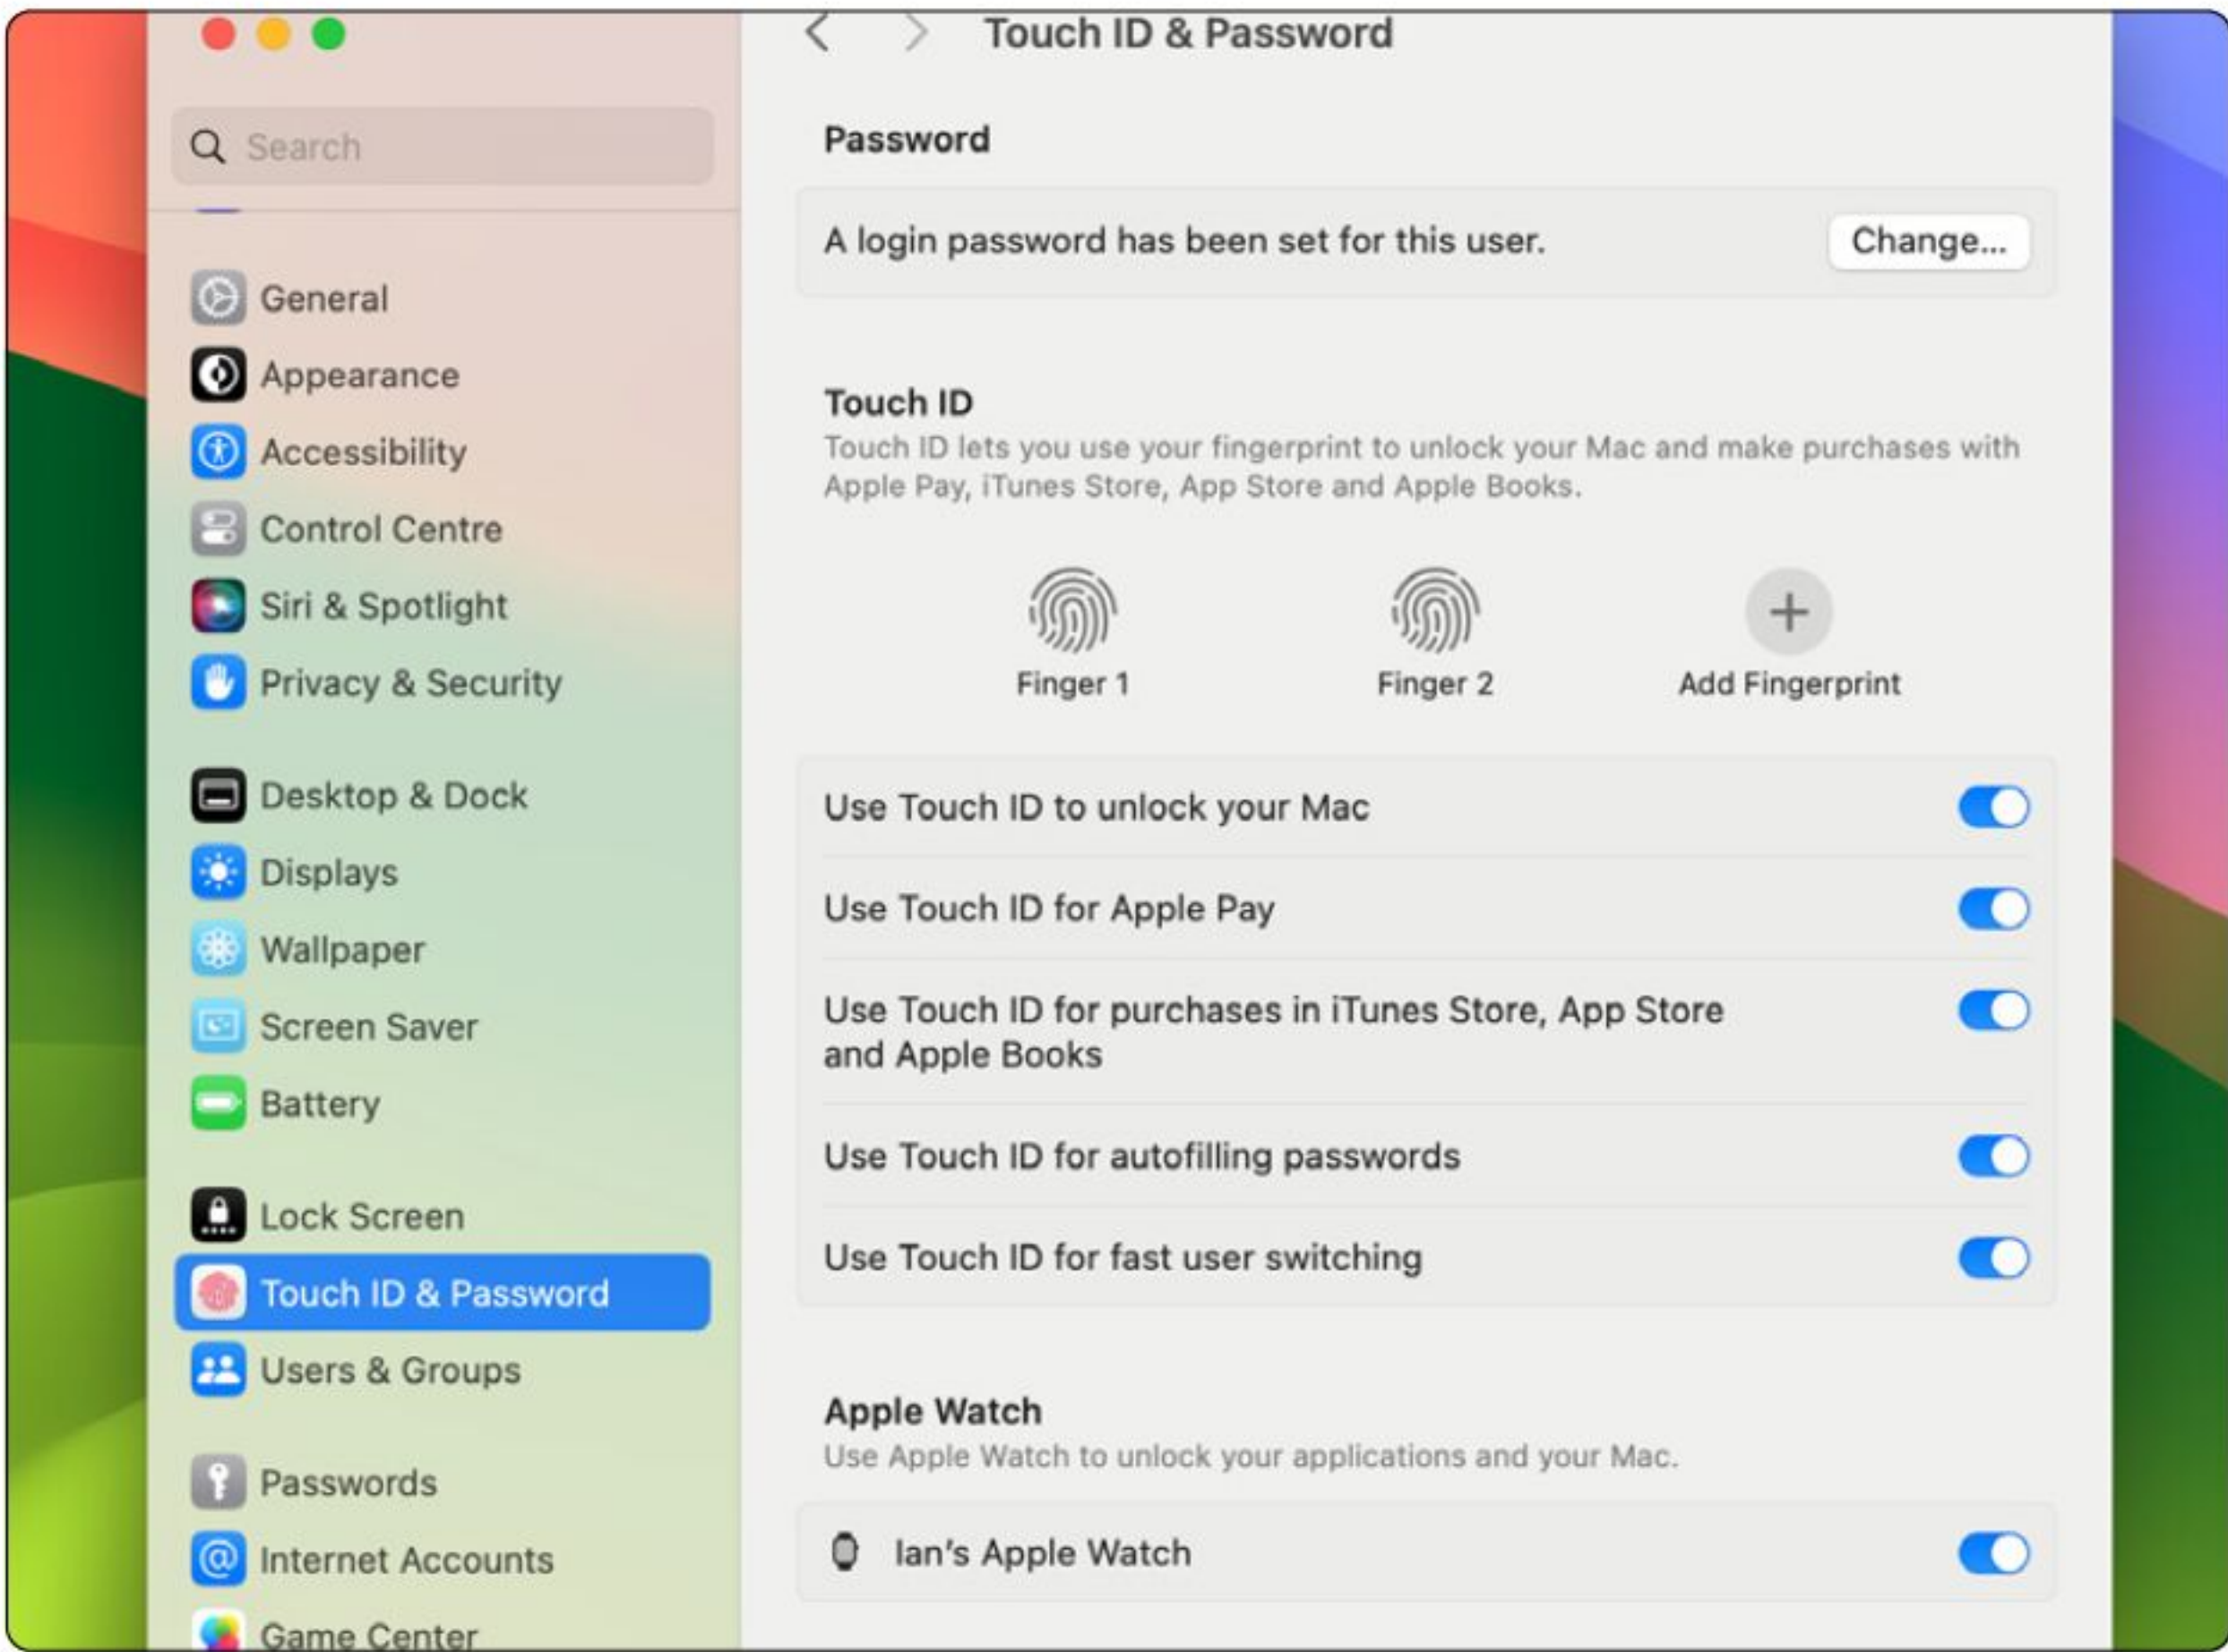 Touch ID & Password
Search
General
Appearance
Accessibility
Control Centre
Siri & Spotlight
Privacy & Security
Desktop & Dock
Displays
Wallpaper
Screen Saver
Battery
Lock Screen
Touch ID & Password
Users & Groups
Passwords
Internet Accounts
Game Center
Password
A login password has been set for this user.
Change...
Touch ID
Touch ID lets you use your fingerprint to unlock your Mac and make purchases with
Apple Pay, iTunes Store, App Store and Apple Books.
Finger 1
Finger 2
Add Fingerprint
Use Touch ID to unlock your Mac
Use Touch ID for Apple Pay
Use Touch ID for purchases in iTunes Store, App Store
and Apple Books
Use Touch ID for autofilling passwords
Use Touch ID for fast user switching
Apple Watch
Use Apple Watch to unlock your applications and your Mac.
Ian's Apple Watch